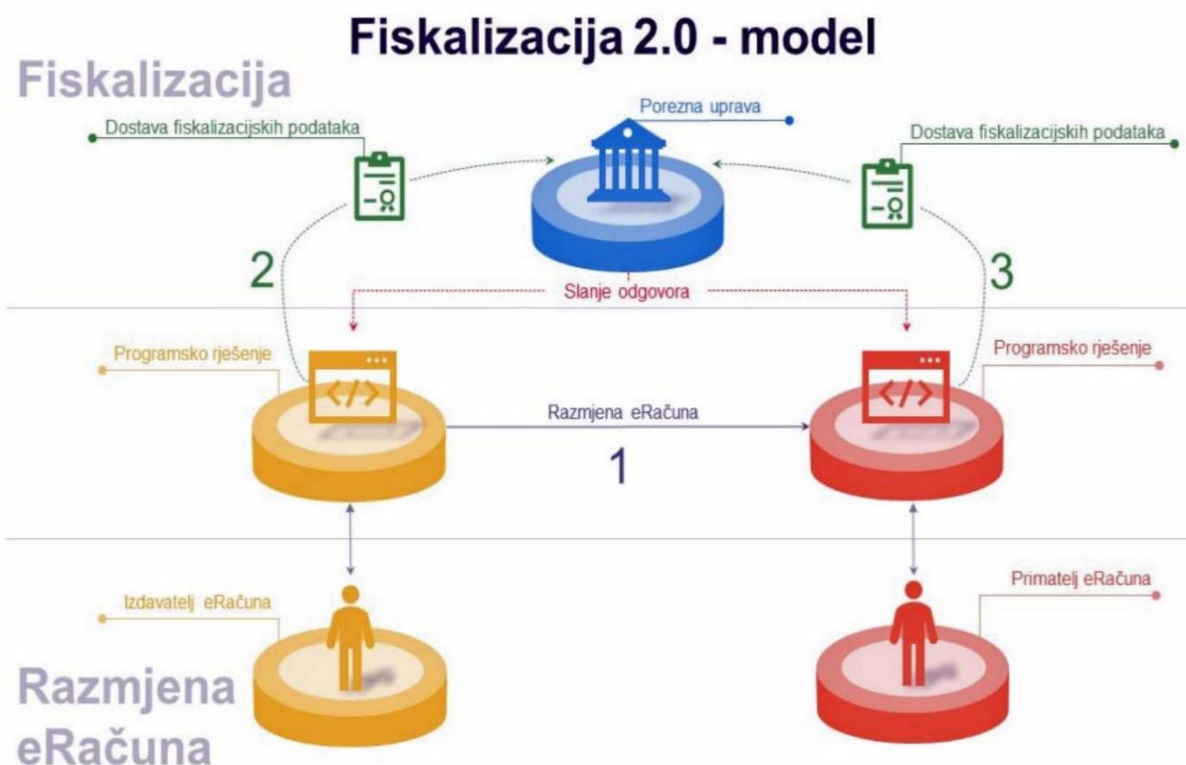 Fiskalizacija 2.0 - model
Fiskalizacija
Porezna uprava
Dostava fiskalizacijskih podataka
Dostava fiskalizacijskih podataka
2
3
Slanje odgovora
Programsko rješenje
Programsko rješenje
</>
</>
Razmjena eRačuna
1
Izdavatelj eRačuna
Primatelj eRačuna
Razmjena
eRačuna